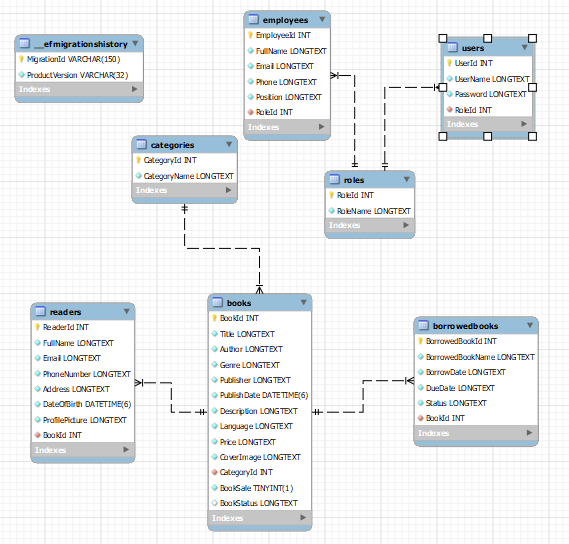 __efmigrationshistory
MigrationId VARCHAR(150)
ProductVersion VARCHAR(32)
Indexes
employees
EmployeeId INT
FullName LONGTEXT
Email LONGTEXT
Phone LONGTEXT
Position LONGTEXT
RoleId INT
Indexes
users
UserId INT
UserName LONGTEXT
Password LONGTEXT
RoleId INT
Indexes
categories
CategoryId INT
CategoryName LONGTEXT
Indexes
roles
RoleId INT
RoleName LONGTEXT
Indexes
readers
ReaderId INT
FullName LONGTEXT
Email LONGTEXT
PhoneNumber LONGTEXT
Address LONGTEXT
DateOfBirth DATETIME(6)
ProfilePicture LONGTEXT
BookId INT
Indexes
books
BookId INT
Title LONGTEXT
Author LONGTEXT
Genre LONGTEXT
Publisher LONGTEXT
PublishDate DATETIME(6)
Description LONGTEXT
Language LONGTEXT
Price LONGTEXT
CoverImage LONGTEXT
CategoryId INT
BookSale TINYINT(1)
BookStatus LONGTEXT
Indexes
borrowedbooks
BorrowedBookId INT
BorrowedBookName LONGTEXT
BorrowDate LONGTEXT
DueDate LONGTEXT
Status LONGTEXT
BookId INT
Indexes